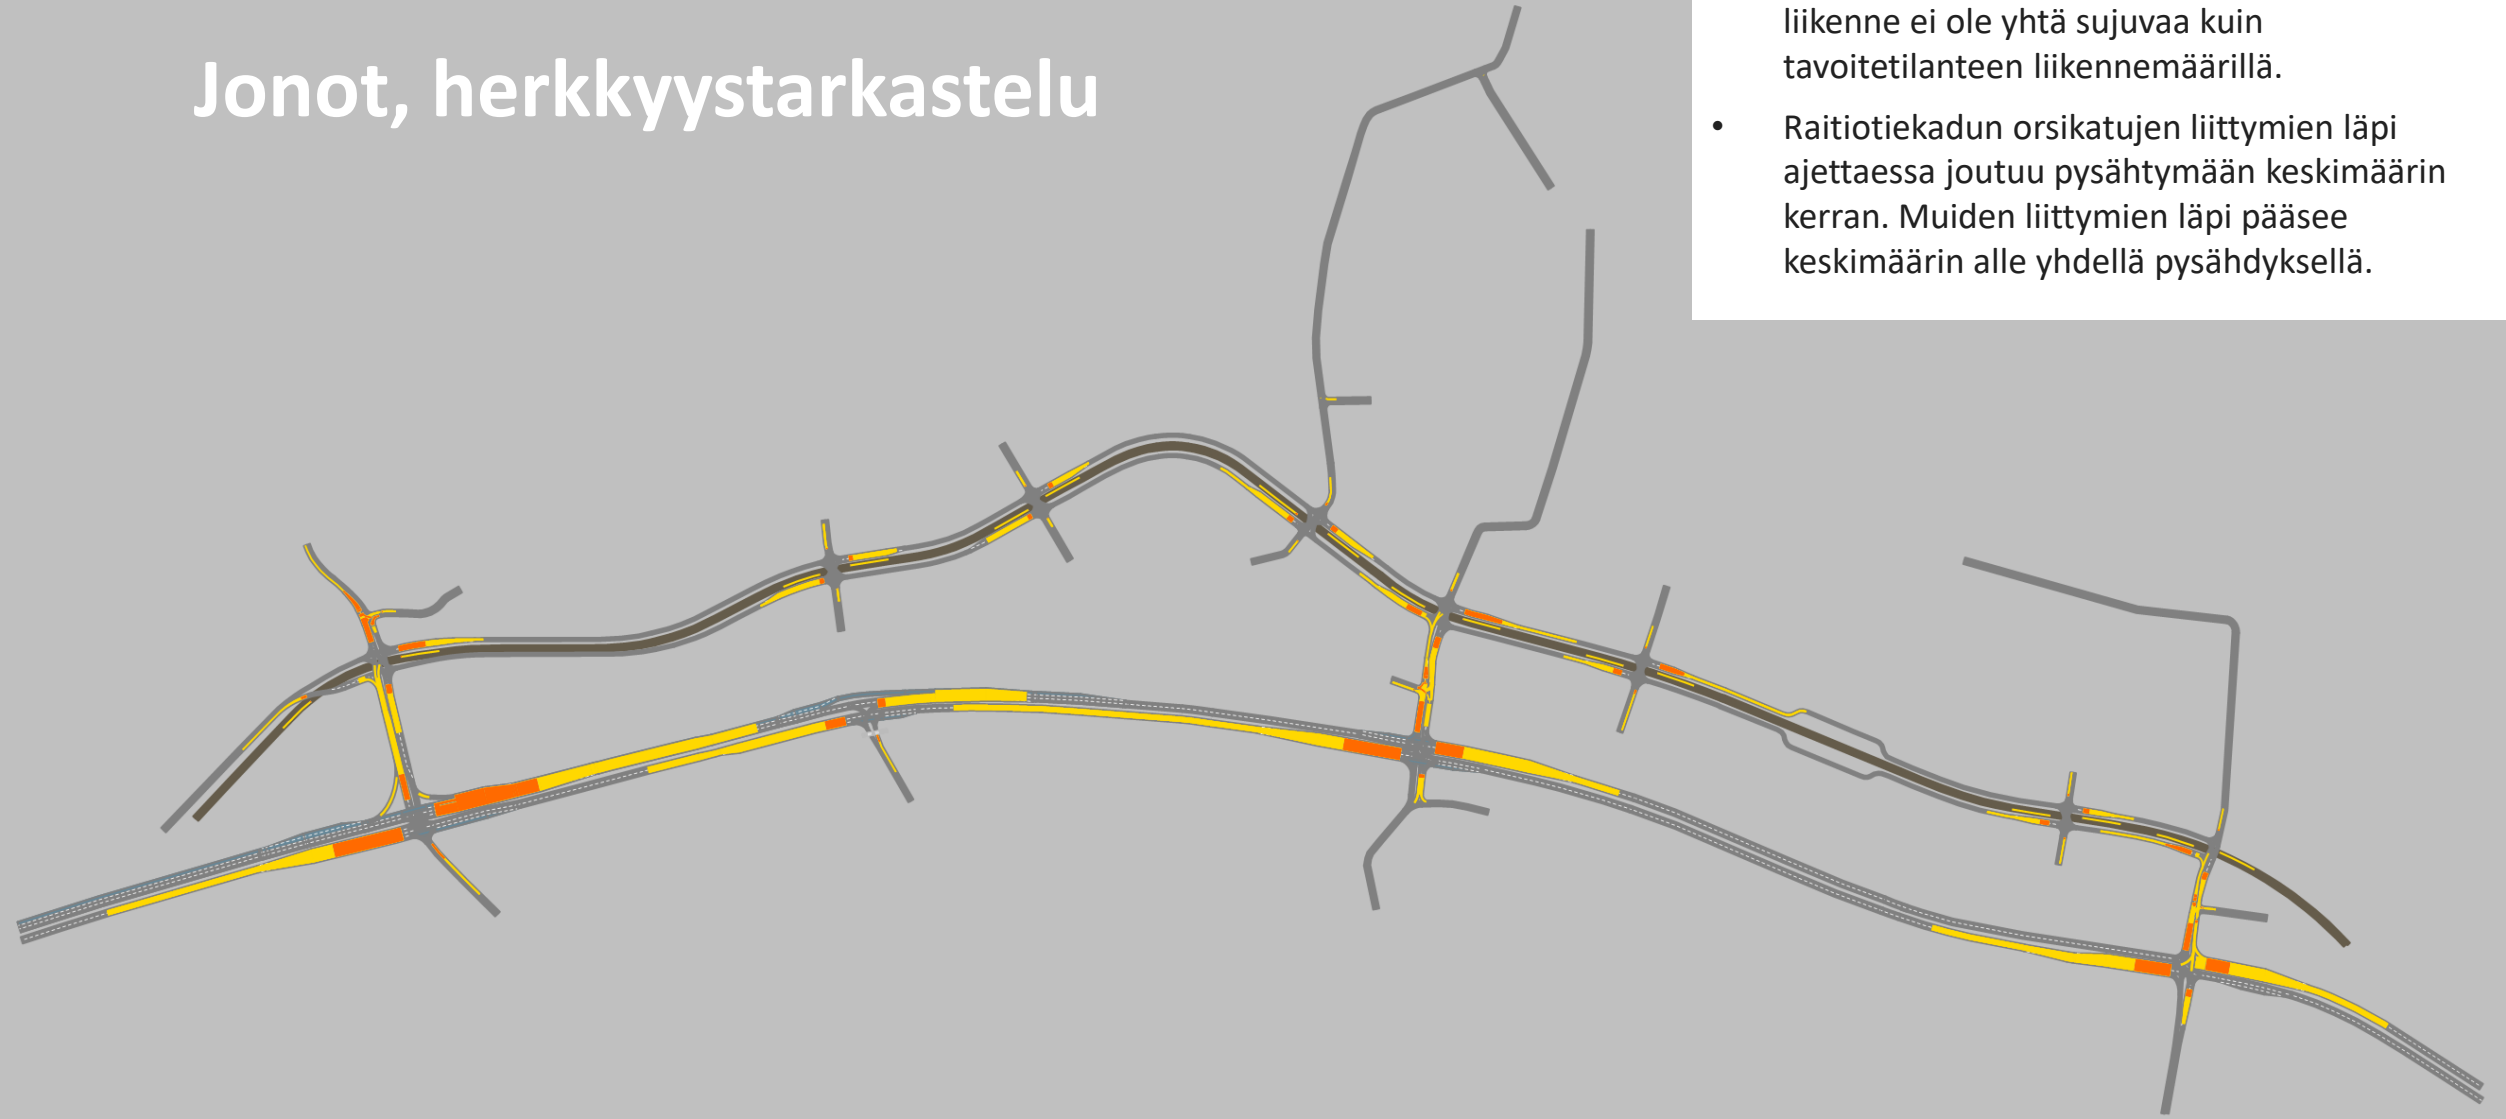 Jonot, herkkyystarkastelu
liikenne ei ole yhtä sujuvaa kuin
tavoitetilanteen liikennemäärillä.
• Raitiotiekadun orsikatujen liittymien läpi
ajettaessa joutuu pysähtymään keskimäärin
kerran. Muiden liittymien läpi pääsee
keskimäärin alle yhdellä pysähdyksellä.